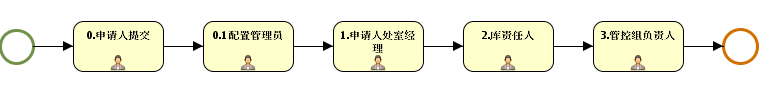 0.申请人提交
0.1配置管理员
1.申请人处室经
理
2.库责任人
3.管控组负责人